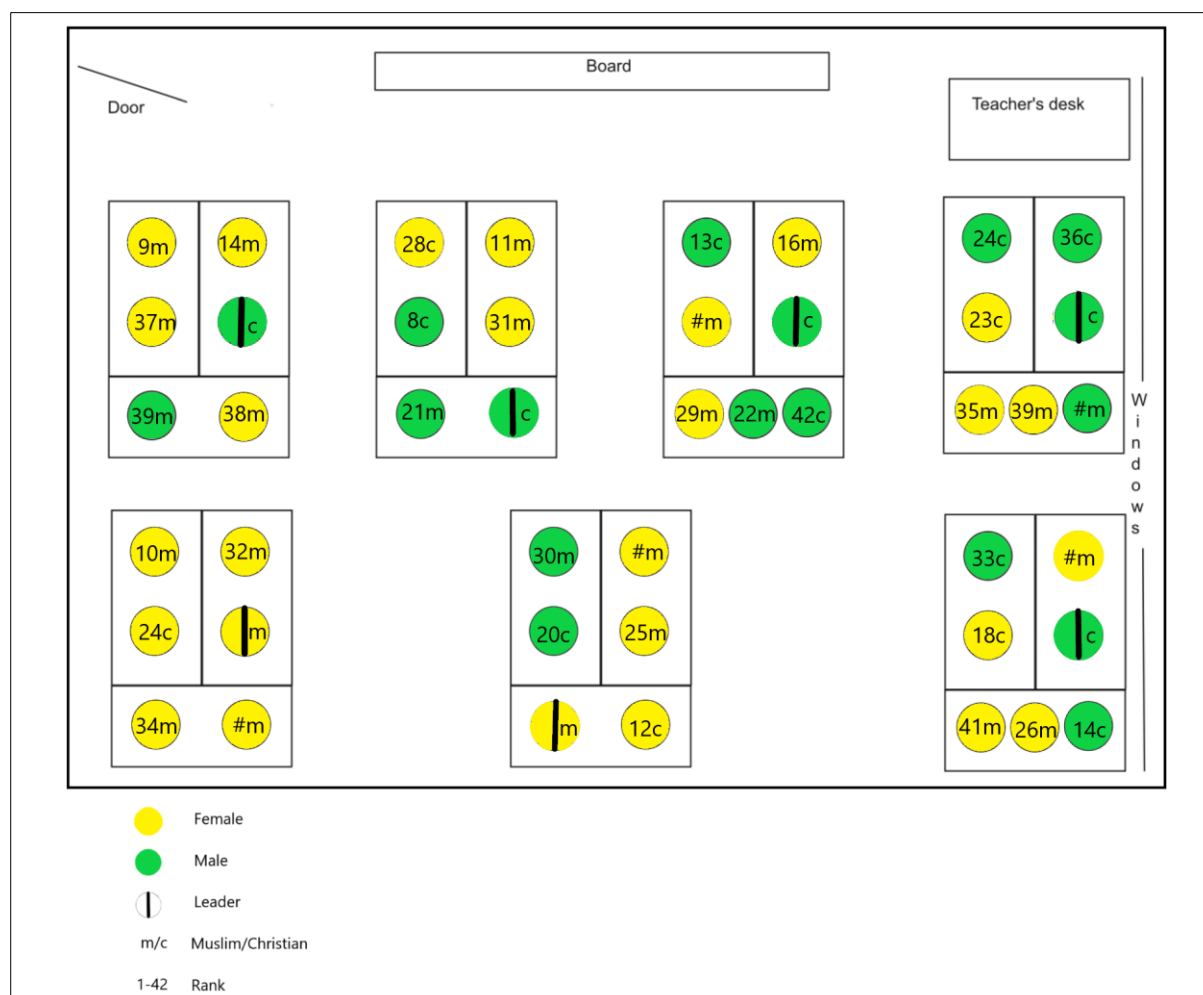 Board
Door
Teacher's desk
9m 14m
37m c
39m 38m
28c 11m
8c 31m
21m c
13c 16m
#m c
29m 22m 42c
24c 36c
23c c
35m 39m #m
Windows
10m 32m
24c m
34m #m
30m #m
20c 25m
m 12c
33c #m
18c c
41m 26m 14c
Female
Male
Leader
m/c Muslim/Christian
1-42 Rank